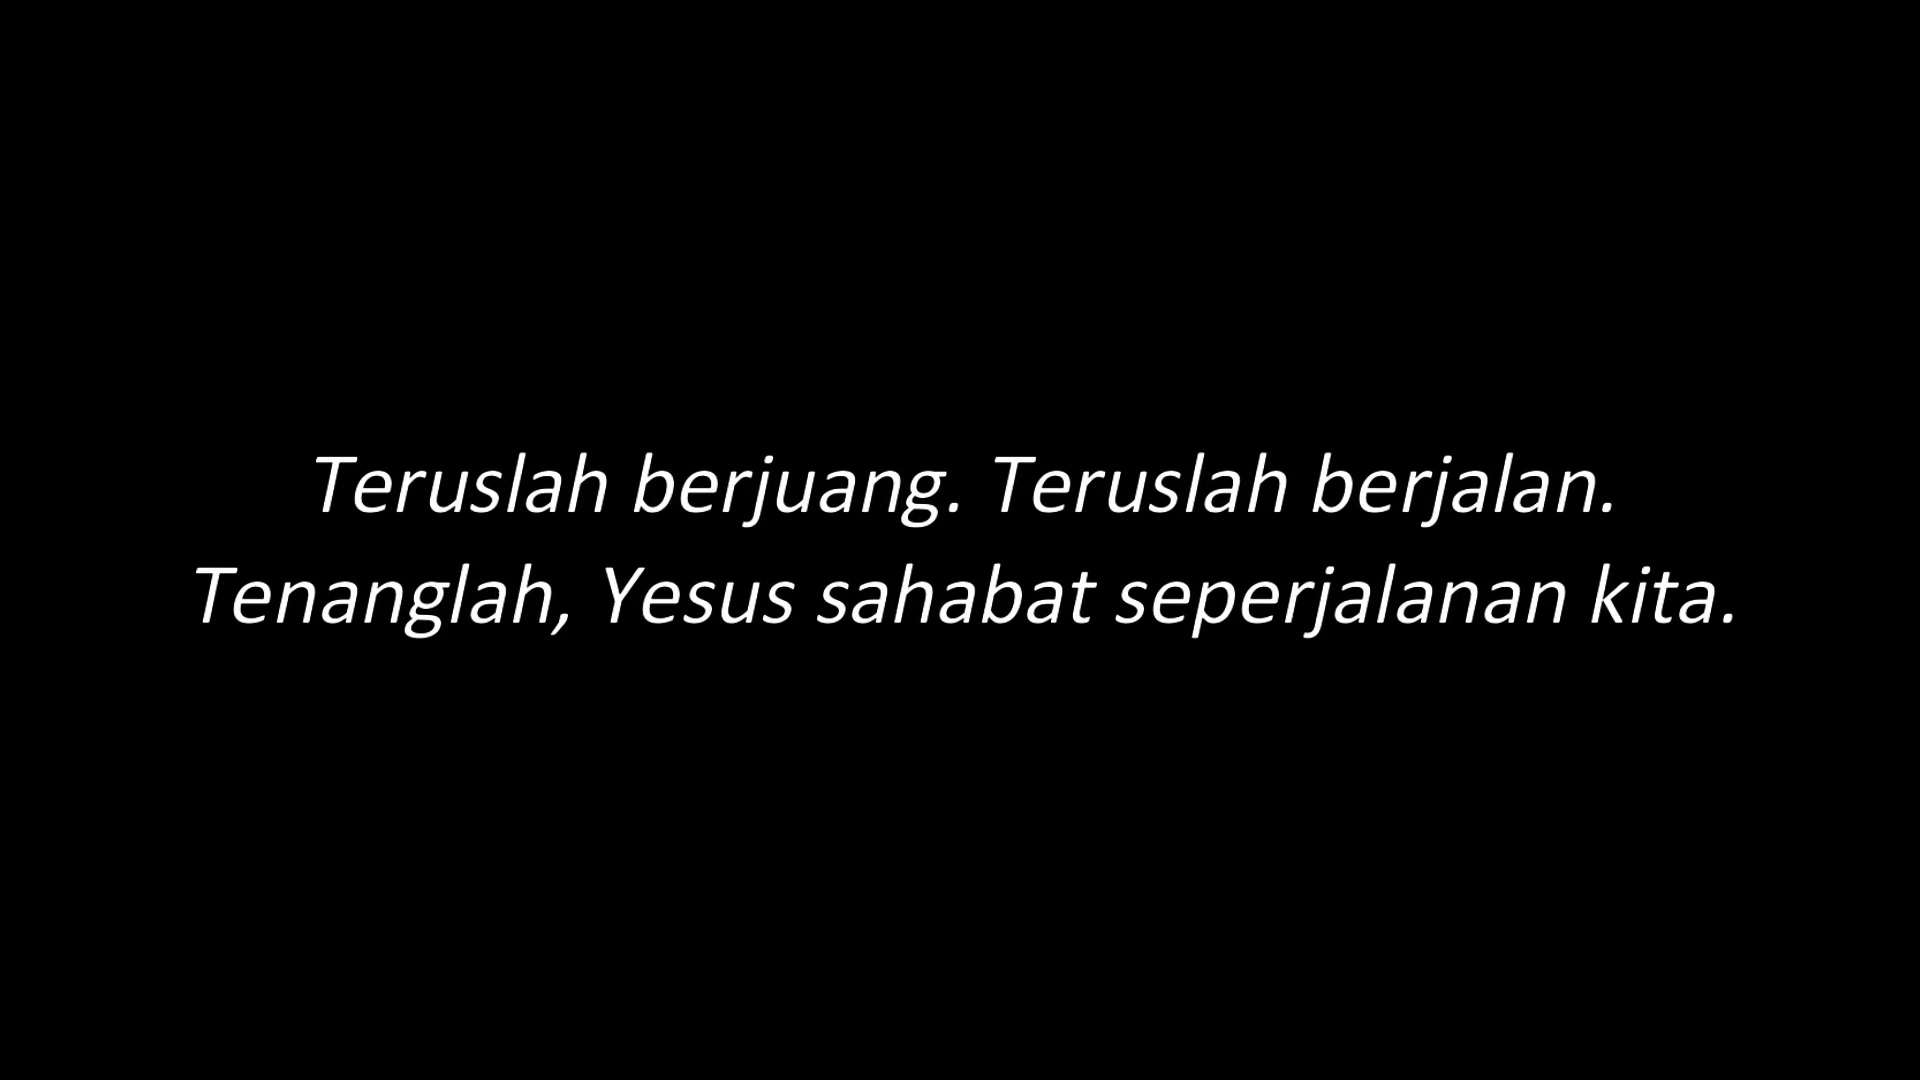 Teruslah berjuang. Teruslah berjalan.
Tenanglah, Yesus sahabat seperjalanan kita.